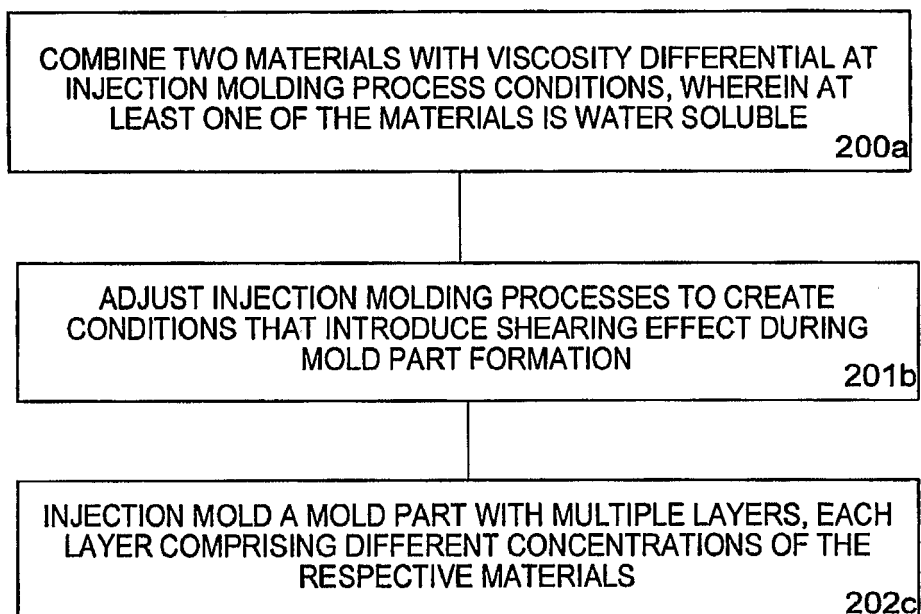 COMBINE TWO MATERIALS WITH VISCOSITY DIFFERENTIAL AT
INJECTION MOLDING PROCESS CONDITIONS, WHEREIN AT
LEAST ONE OF THE MATERIALS IS WATER SOLUBLE
200a
ADJUST INJECTION MOLDING PROCESSES TO CREATE
CONDITIONS THAT INTRODUCE SHEARING EFFECT DURING
MOLD PART FORMATION
201b
INJECTION MOLD A MOLD PART WITH MULTIPLE LAYERS, EACH
LAYER COMPRISING DIFFERENT CONCENTRATIONS OF THE
RESPECTIVE MATERIALS
202c